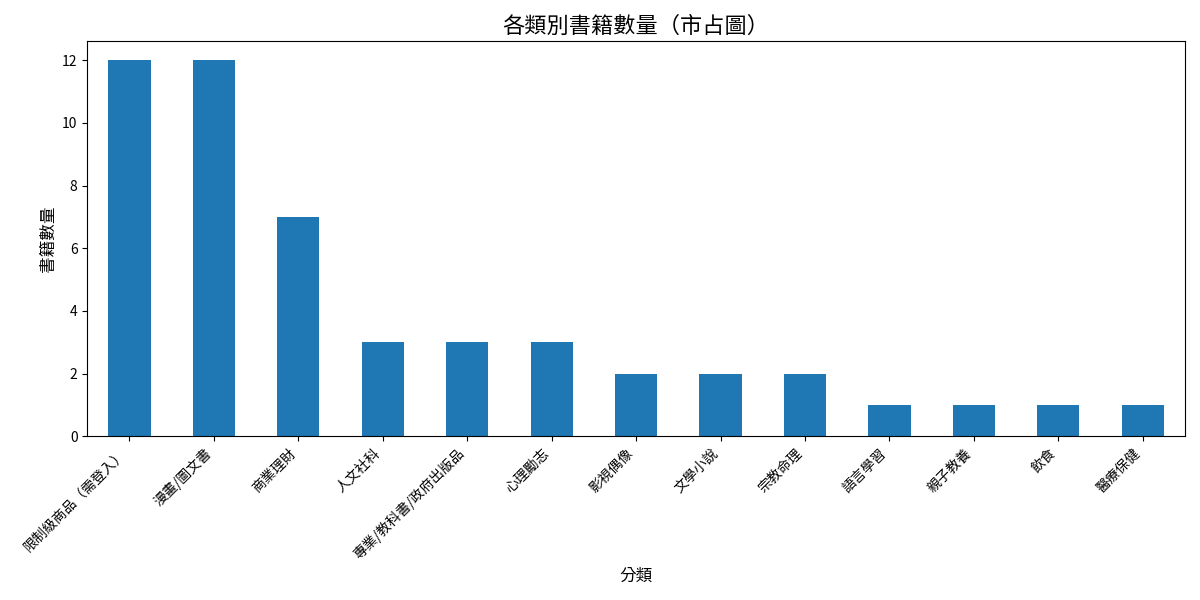 各類別書籍數量（市占圖）
書籍數量
12
10
8
6
4
2
0
限制級商品（需登入）
漫畫/圖文書
商業理財
人文社科
專業/教科書/政府出版品
心理勵志
影視偶像
文學小說
宗教命理
語言學習
親子教養
飲食
醫療保健
分類